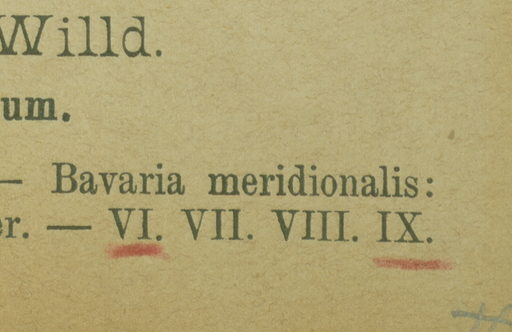 Willd.
um.
— Bavaria meridionalis:
er. — VI. VII. VIII. IX.